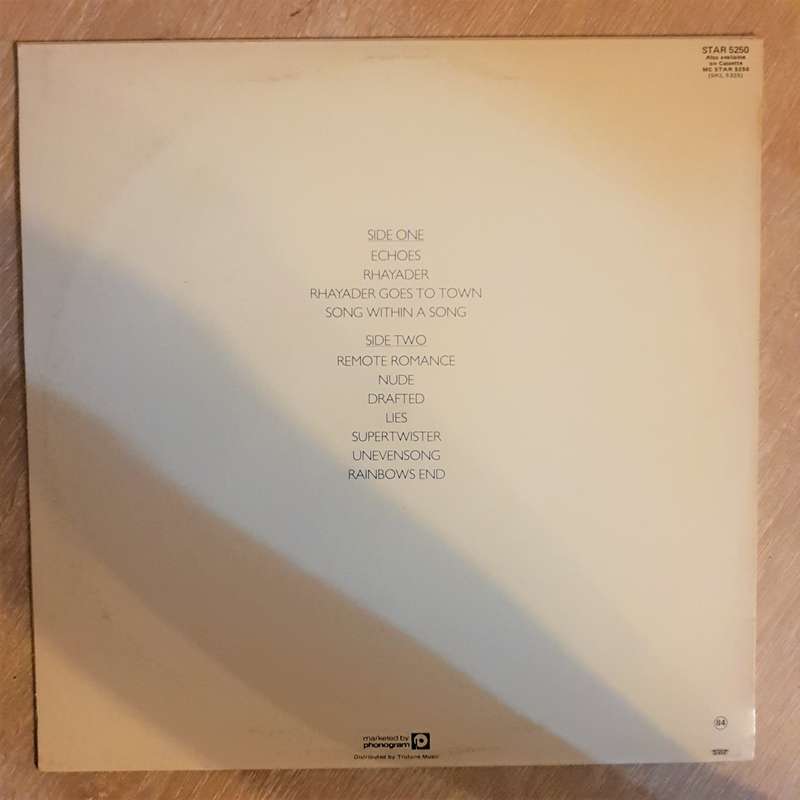 STAR 5250
Also available
on Cassette
MC STAR 5250
(SKL 5325)
SIDE ONE
ECHOES
RHAYADER
RHAYADER GOES TO TOWN
SONG WITHIN A SONG
SIDE TWO
REMOTE ROMANCE
NUDE
DRAFTED
LIES
SUPERTWISTER
UNEVENSONG
RAINBOWS END
84
marketed by
phonogram
Distributed by Trutone Music